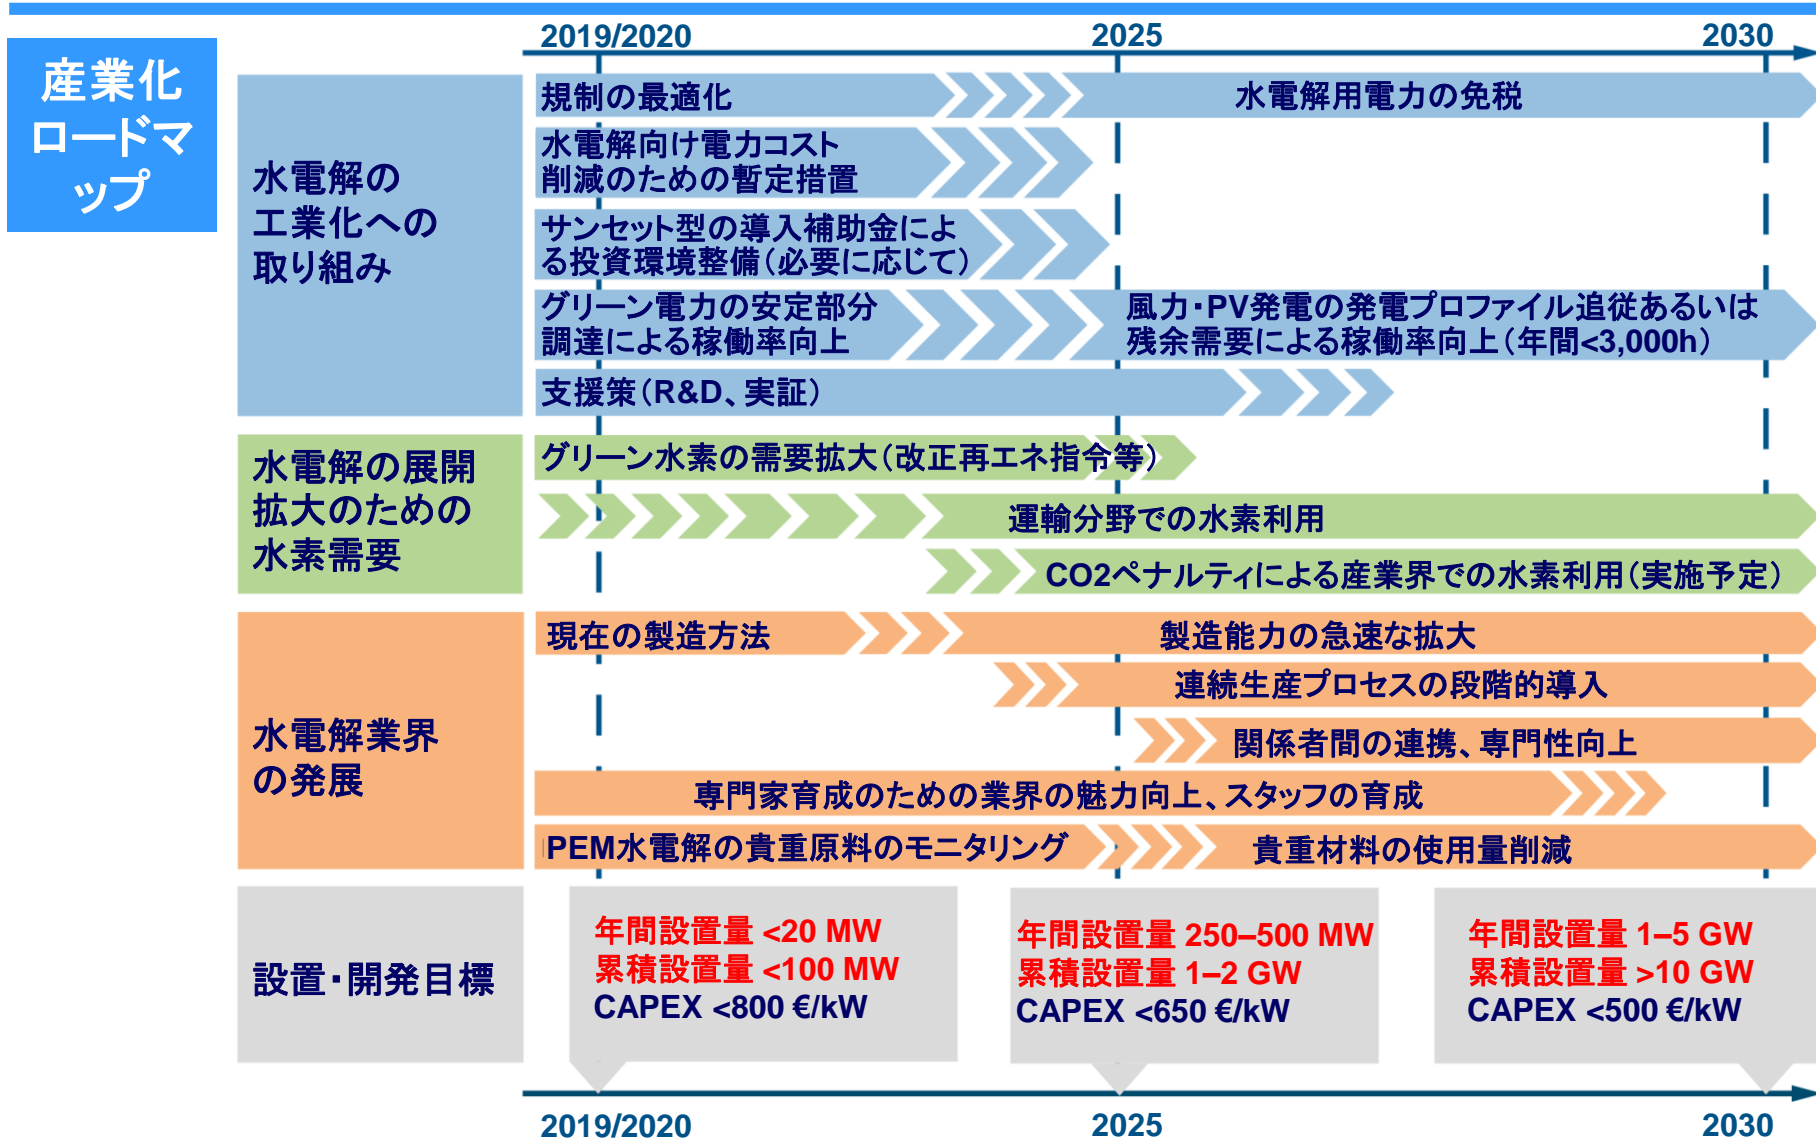 2019/2020
2025
2030
産業化
ロードマ
ップ
水電解の
工業化への
取り組み
規制の最適化
水電解用電力の免税
水電解向け電力コスト
削減のための暫定措置
サンセット型の導入補助金によ
る投資環境整備（必要に応じて）
グリーン電力の安定部分
調達による稼働率向上
風力・PV発電の発電プロファイル追従あるいは
残余需要による稼働率向上（年間<3,000h）
支援策（R&D、実証）
水電解の展開
拡大のための
水素需要
グリーン水素の需要拡大（改正再エネ指令等）
運輸分野での水素利用
CO2ペナルティによる産業界での水素利用（実施予定）
水電解業界
の発展
現在の製造方法
製造能力の急速な拡大
連続生産プロセスの段階的導入
関係者間の連携、専門性向上
専門家育成のための業界の魅力向上、スタッフの育成
PEM水電解の貴重原料のモニタリング
貴重材料の使用量削減
設置・開発目標
年間設置量 <20 MW
累積設置量 <100 MW
CAPEX <800 €/kW
年間設置量 250–500 MW
累積設置量 1–2 GW
CAPEX <650 €/kW
年間設置量 1–5 GW
累積設置量 >10 GW
CAPEX <500 €/kW
2019/2020
2025
2030